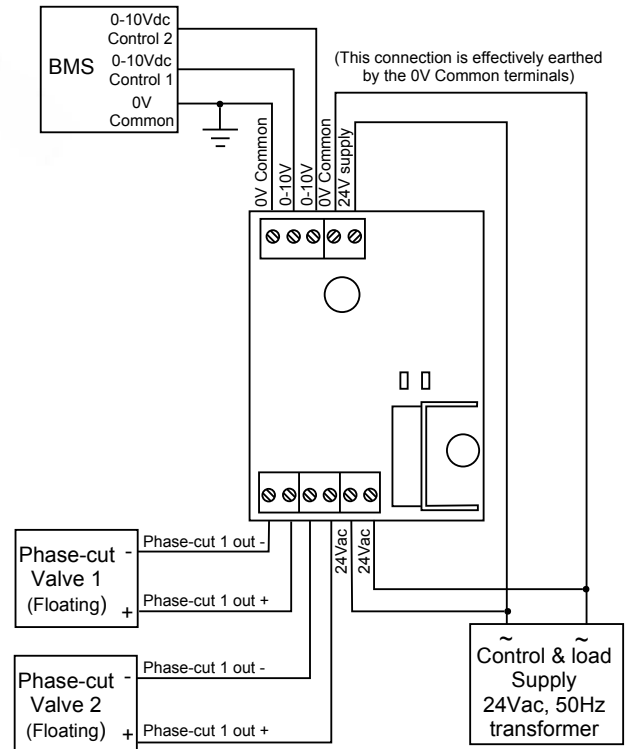 0-10Vdc
Control 2
BMS
0-10Vdc
Control 1
0V
Common
(This connection is effectively earthed
by the 0V Common terminals)
0V Common
0-10V
0-10V
0V Common
24V supply
Phase-cut
Valve 1
(Floating)
-
+
Phase-cut 1 out -
Phase-cut 1 out +
24Vac
24Vac
Phase-cut
Valve 2
(Floating)
-
+
Phase-cut 1 out -
Phase-cut 1 out +
~ ~
Control & load
Supply
24Vac, 50Hz
transformer